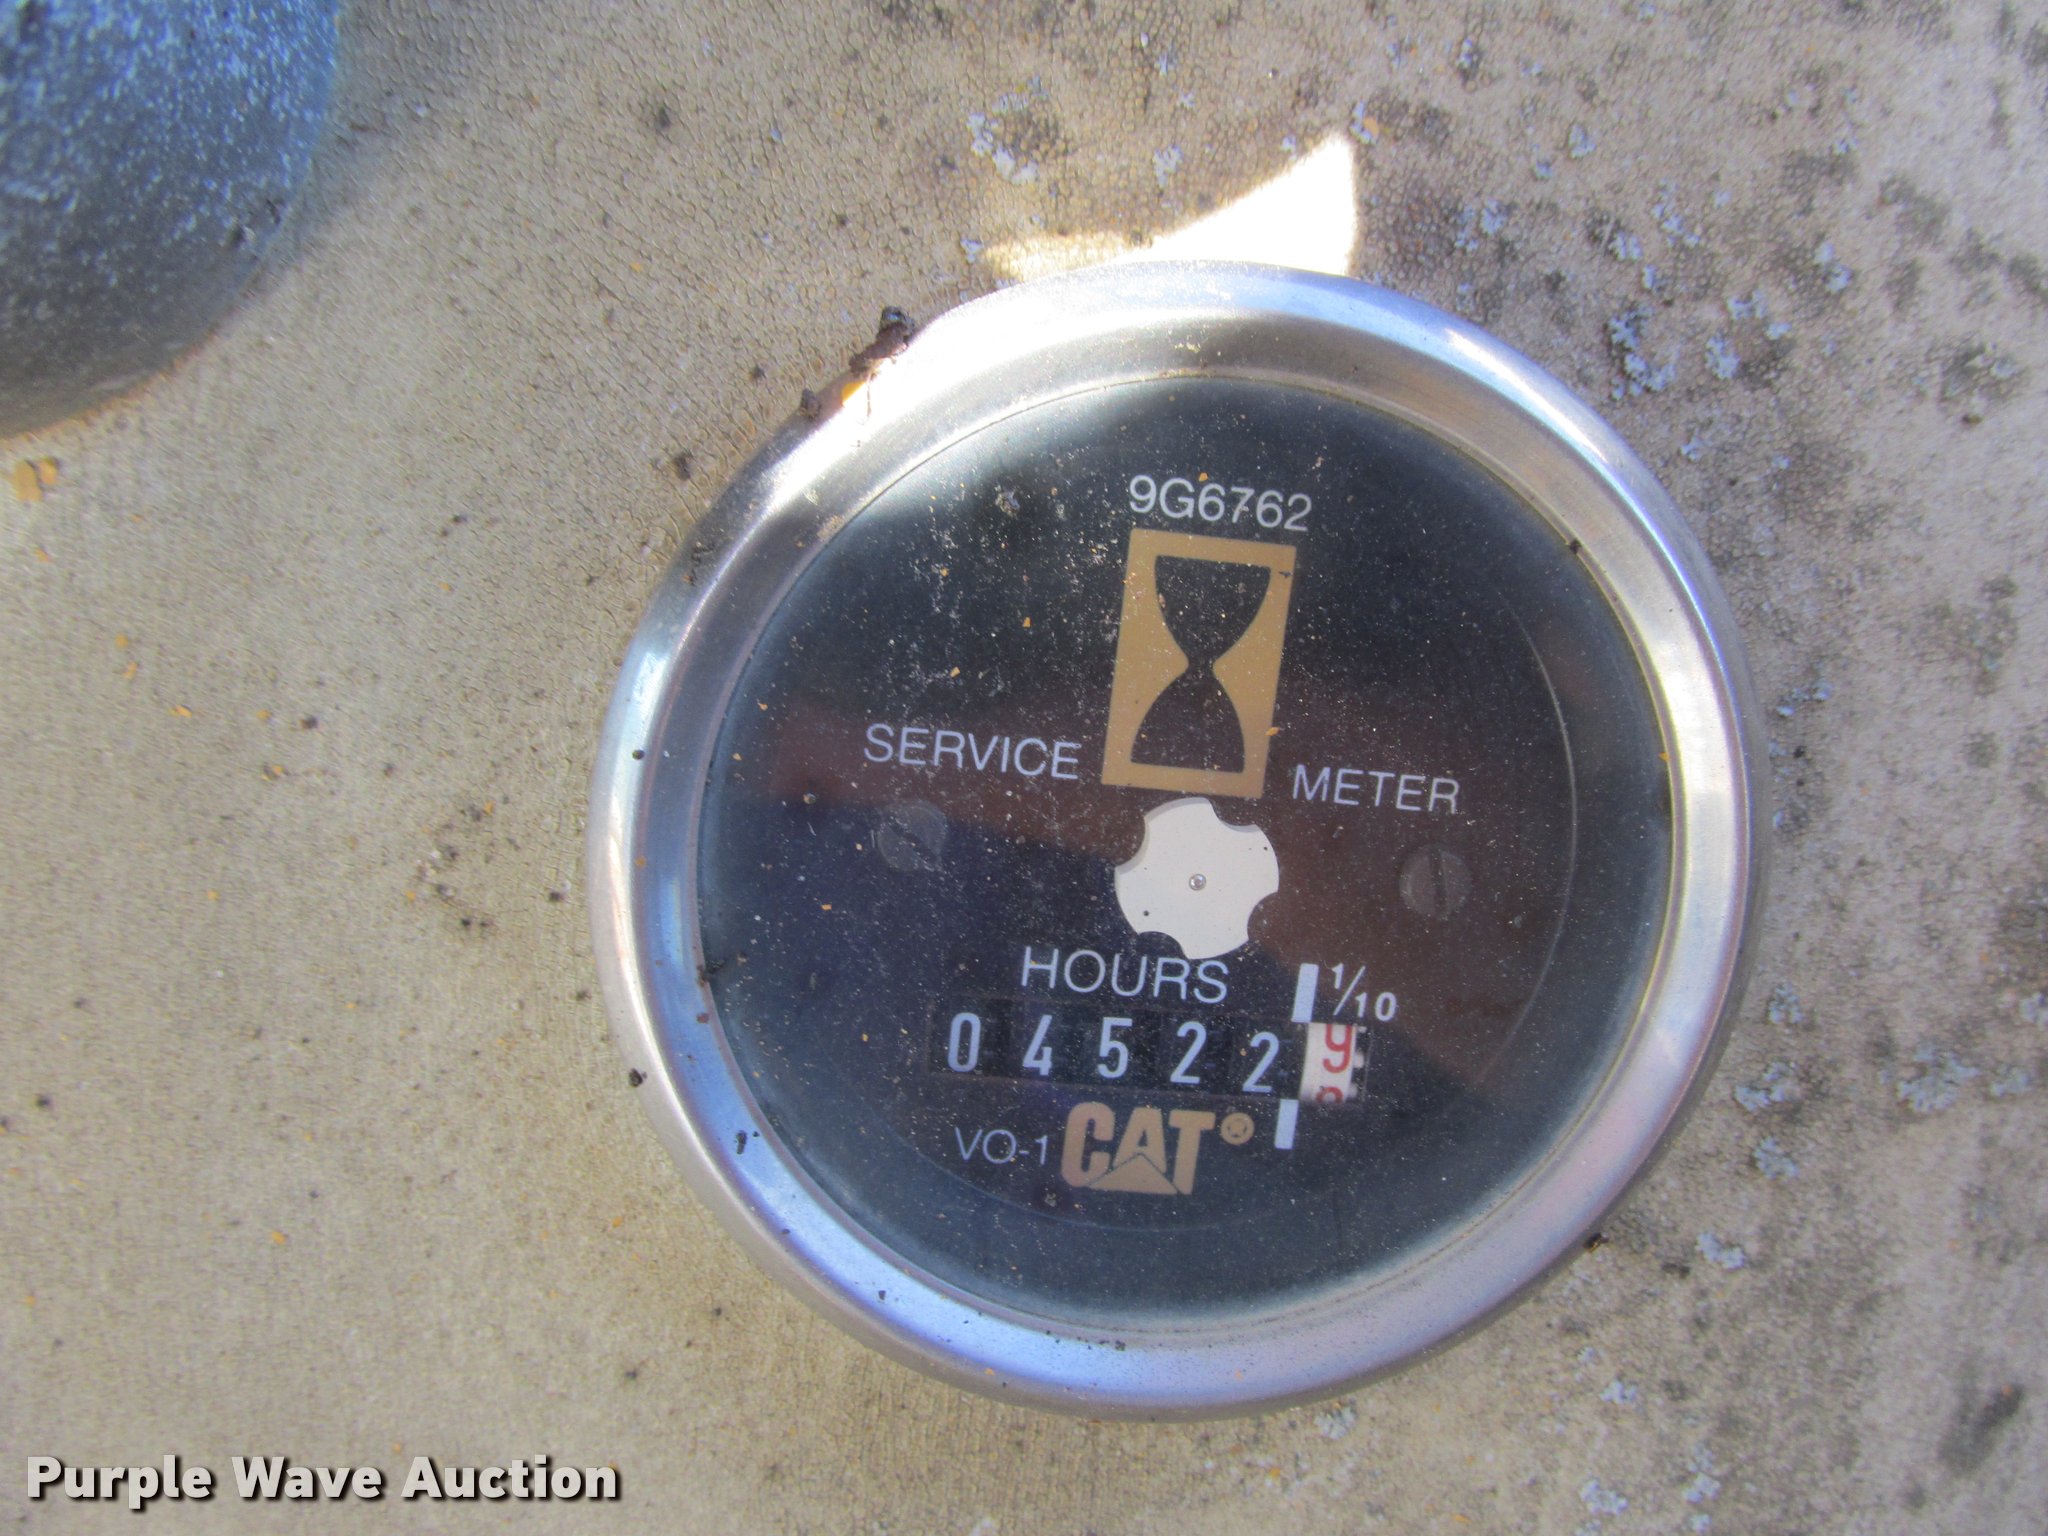 9G6762
SERVICE METER
HOURS 1/10
0 4 5 2 2 9
VO-1 CAT®
Purple Wave Auction